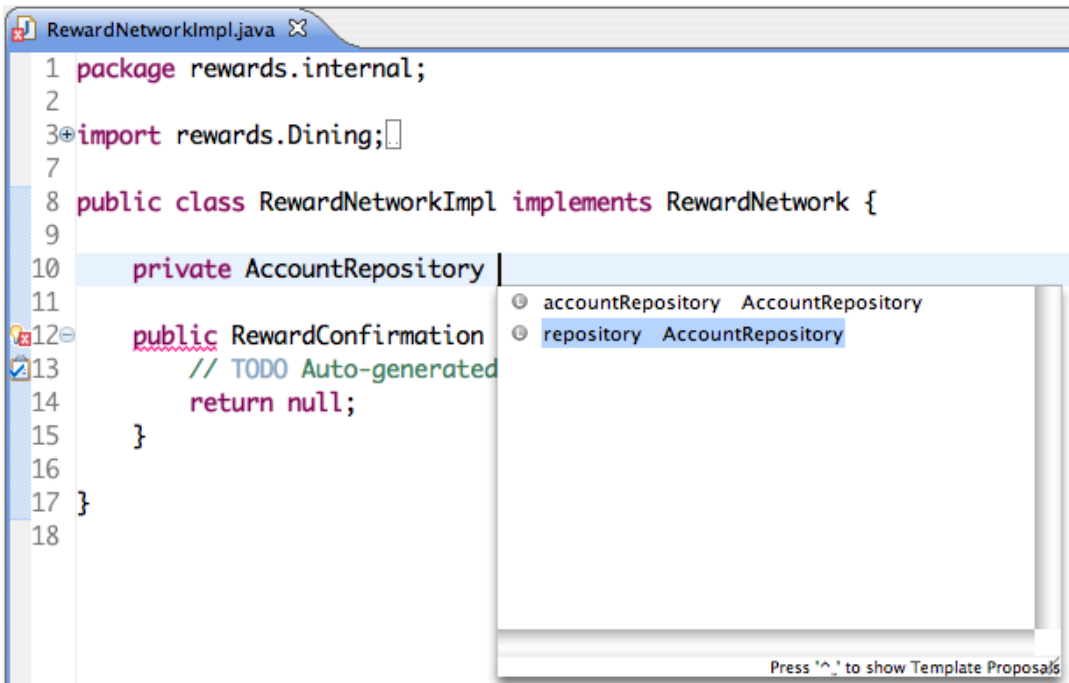 RewardNetworkImpl.java
1 package rewards.internal;
2
3 import rewards.Dining;
7
8 public class RewardNetworkImpl implements RewardNetwork {
9
10 private AccountRepository
11
accountRepository AccountRepository
12 public RewardConfirmation
repository AccountRepository
13 // TODO Auto-generated
14 return null;
15 }
16
17 }
18
Press '^.' to show Template Proposals